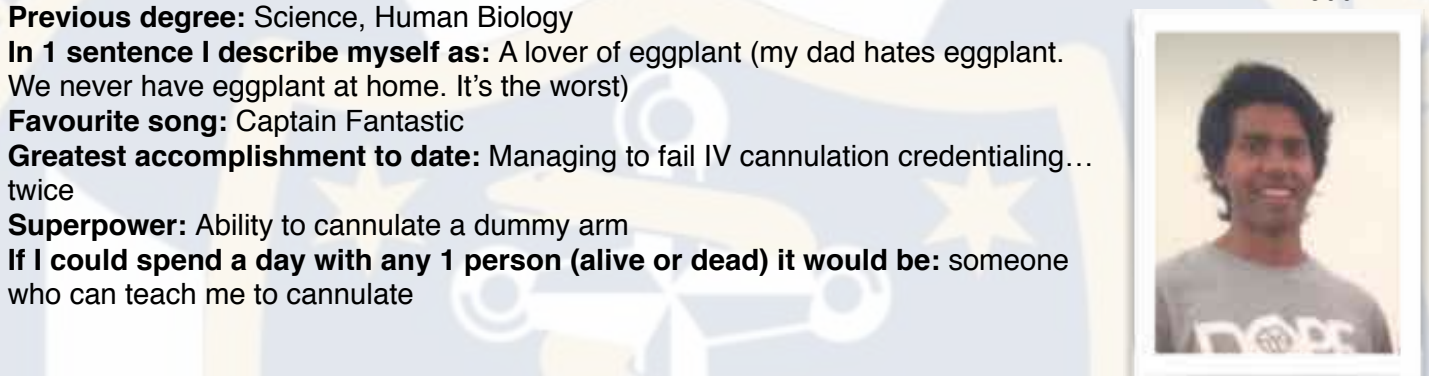 Previous degree: Science, Human Biology
In 1 sentence I describe myself as: A lover of eggplant (my dad hates eggplant.
We never have eggplant at home. It’s the worst)
Favourite song: Captain Fantastic
Greatest accomplishment to date: Managing to fail IV cannulation credentialing…
twice
Superpower: Ability to cannulate a dummy arm
If I could spend a day with any 1 person (alive or dead) it would be: someone
who can teach me to cannulate
DOPE